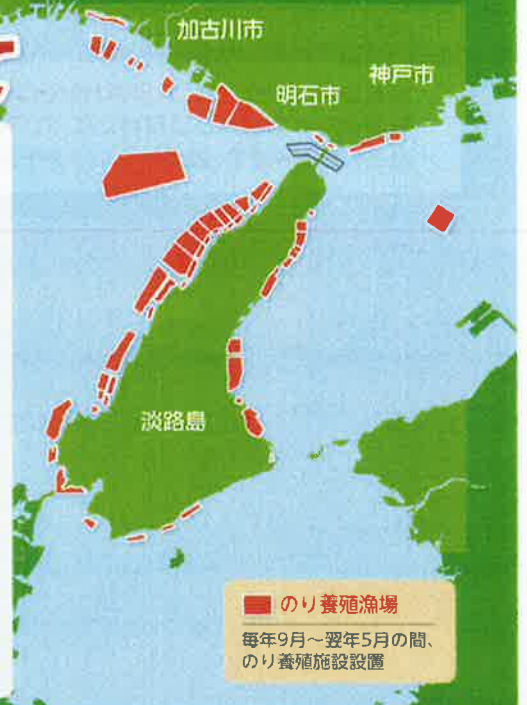 加古川市
神戸市
明石市
淡路島
のり養殖漁場
毎年9月～翌年5月の間、
のり養殖施設設置